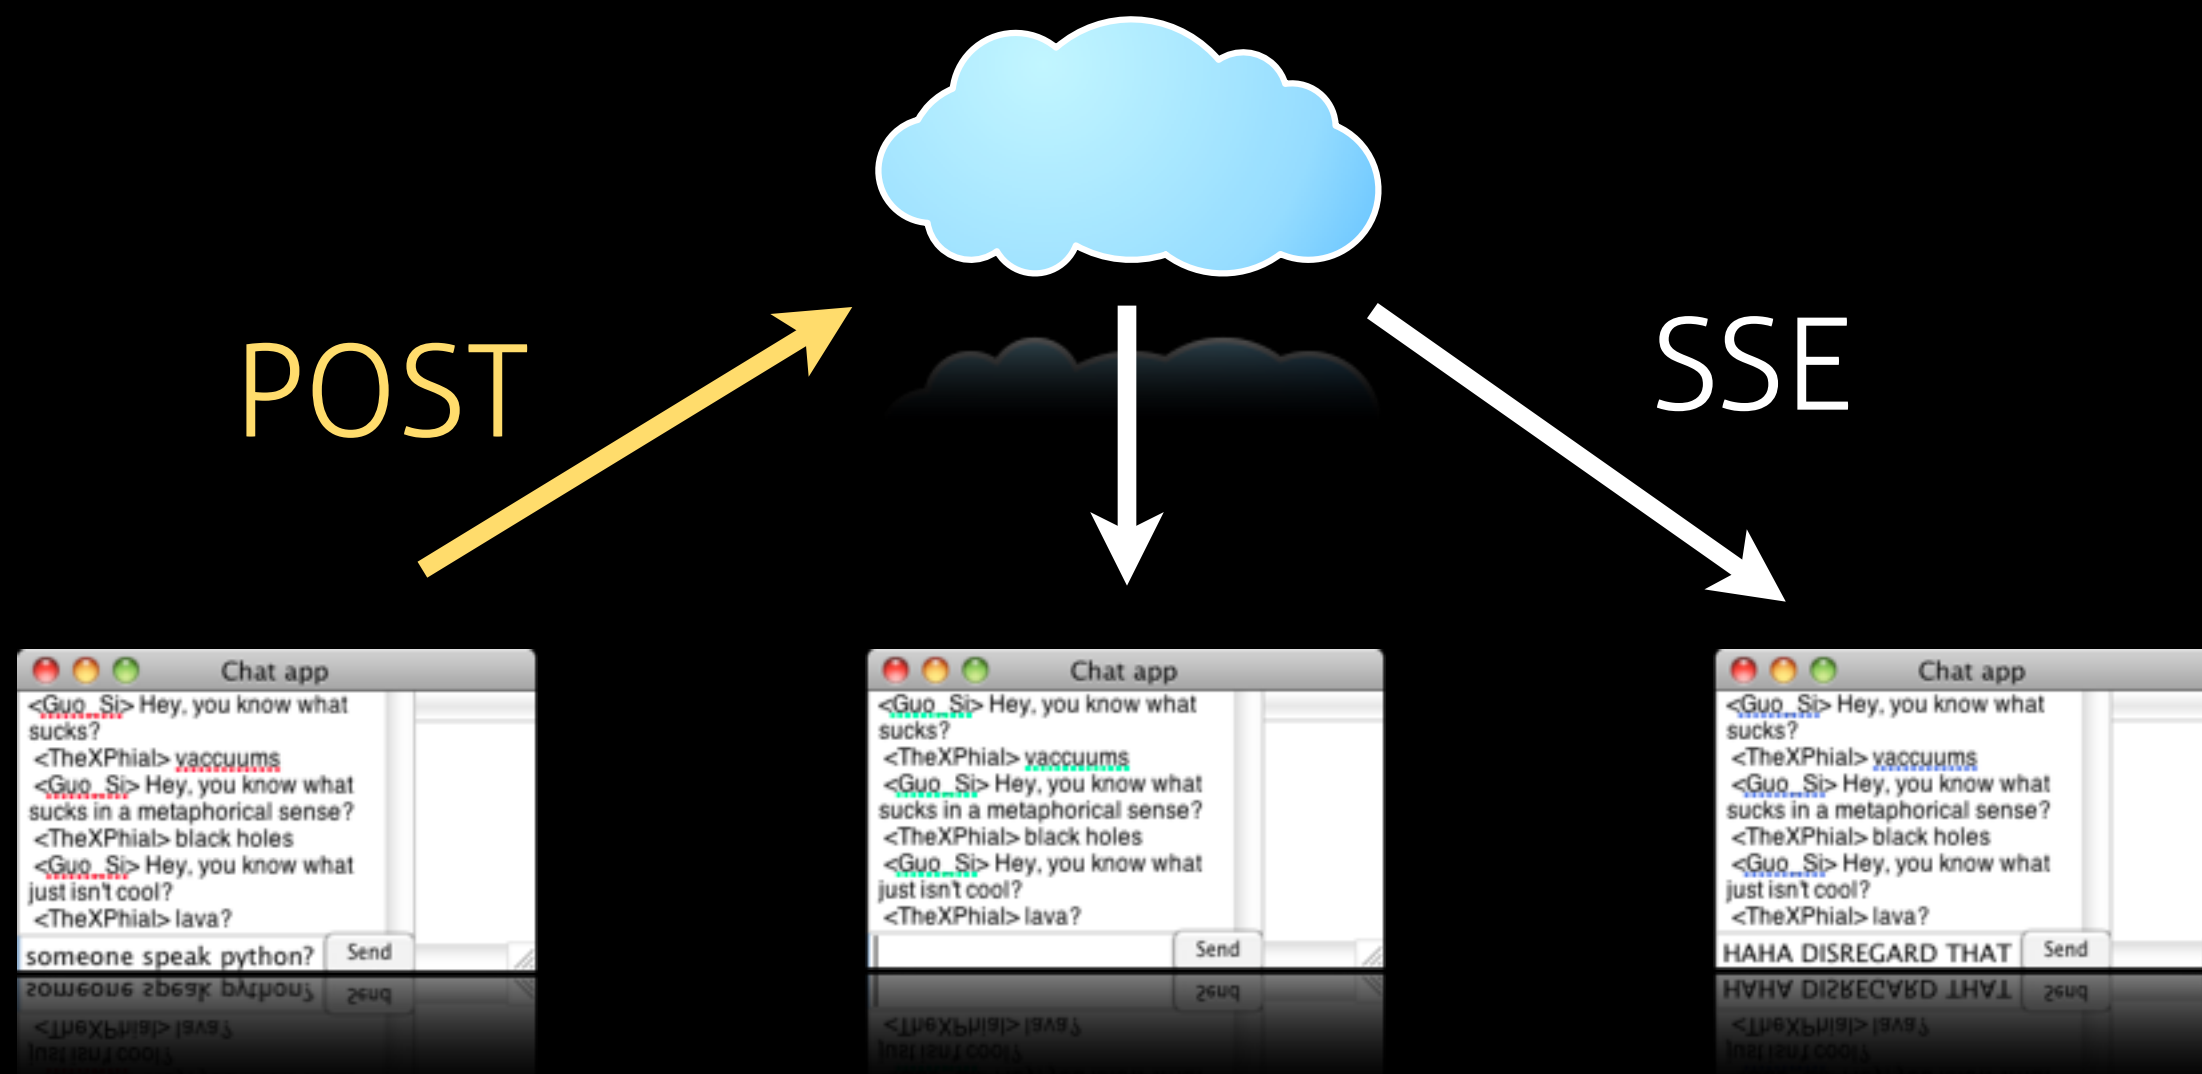 POST
SSE
Chat app
<Guo_Si> Hey, you know what
sucks?
<TheXPhial> vaccuums
<Guo_Si> Hey, you know what
sucks in a metaphorical sense?
<TheXPhial> black holes
<Guo_Si> Hey, you know what
just isn't cool?
<TheXPhial> lava?
someone speak python?
Send
Chat app
<Guo_Si> Hey, you know what
sucks?
<TheXPhial> vaccuums
<Guo_Si> Hey, you know what
sucks in a metaphorical sense?
<TheXPhial> black holes
<Guo_Si> Hey, you know what
just isn't cool?
<TheXPhial> lava?
Send
Chat app
<Guo_Si> Hey, you know what
sucks?
<TheXPhial> vaccuums
<Guo_Si> Hey, you know what
sucks in a metaphorical sense?
<TheXPhial> black holes
<Guo_Si> Hey, you know what
just isn't cool?
<TheXPhial> lava?
HAHA DISREGARD THAT
Send